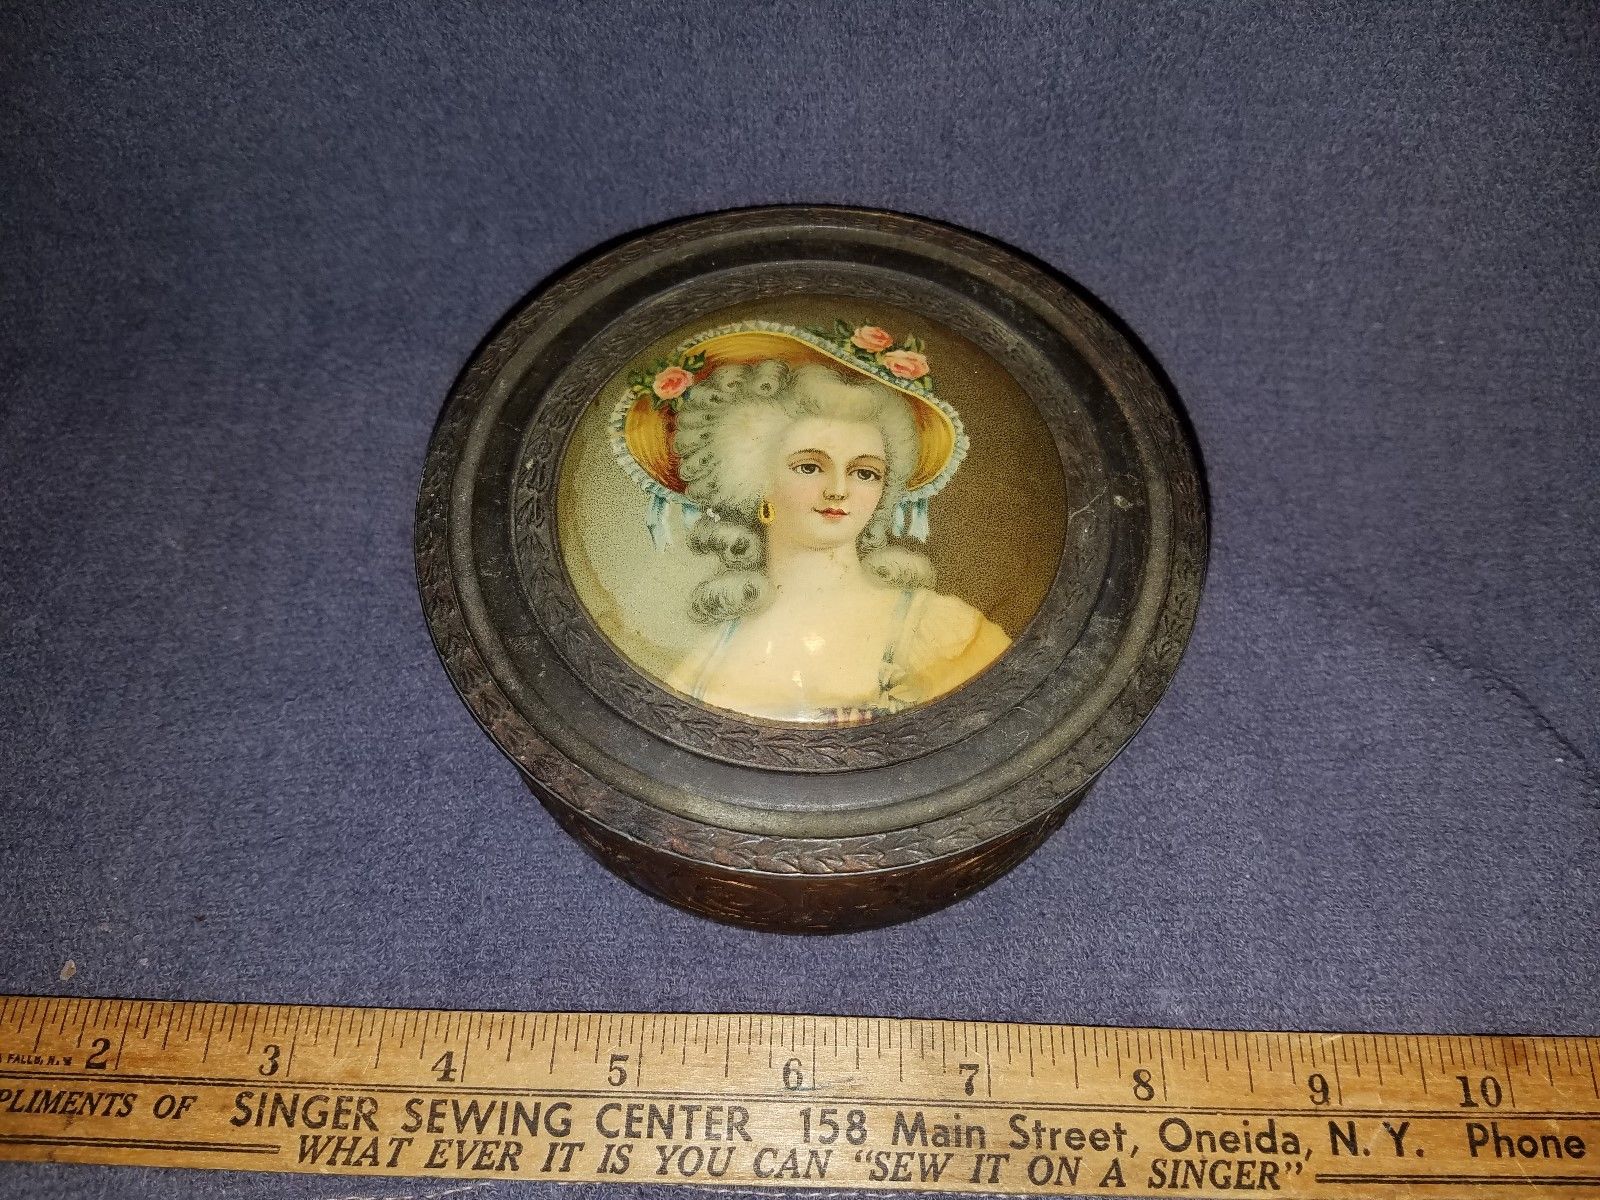 2 3 4 5 6 7 8 9 10
FALLS, N.Y.
PLIMENTS OF SINGER SEWING CENTER 158 Main Street, Oneida, N. Y. Phone
WHAT EVER IT IS YOU CAN "SEW IT ON A SINGER"